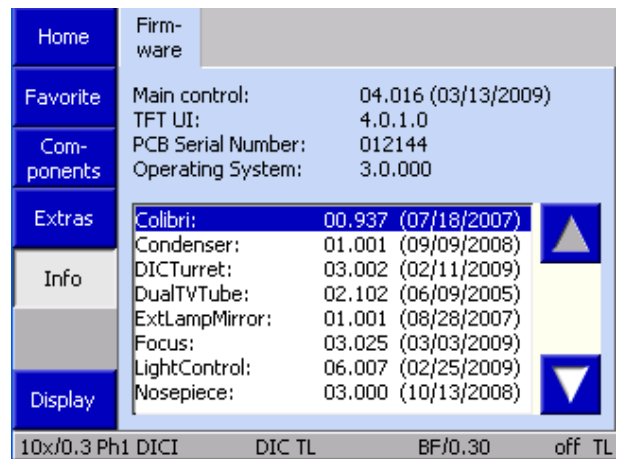 Home
Firm-
ware
Favorite
Main control: 04.016 (03/13/2009)
TFT UI: 4.0.1.0
Com-
ponents
PCB Serial Number: 012144
Operating System: 3.0.000
Extras
Colibri: 00.937 (07/18/2007)
Condenser: 01.001 (09/09/2008)
Info
DICTurret: 03.002 (02/11/2009)
DualTVTube: 02.102 (06/09/2005)
ExtLampMirror: 01.001 (08/28/2007)
Focus: 03.025 (03/03/2009)
LightControl: 06.007 (02/25/2009)
Display
Nosepiece: 03.000 (10/13/2008)
10x/0.3 Ph1 DICI DIC TL BF/0.30 off TL